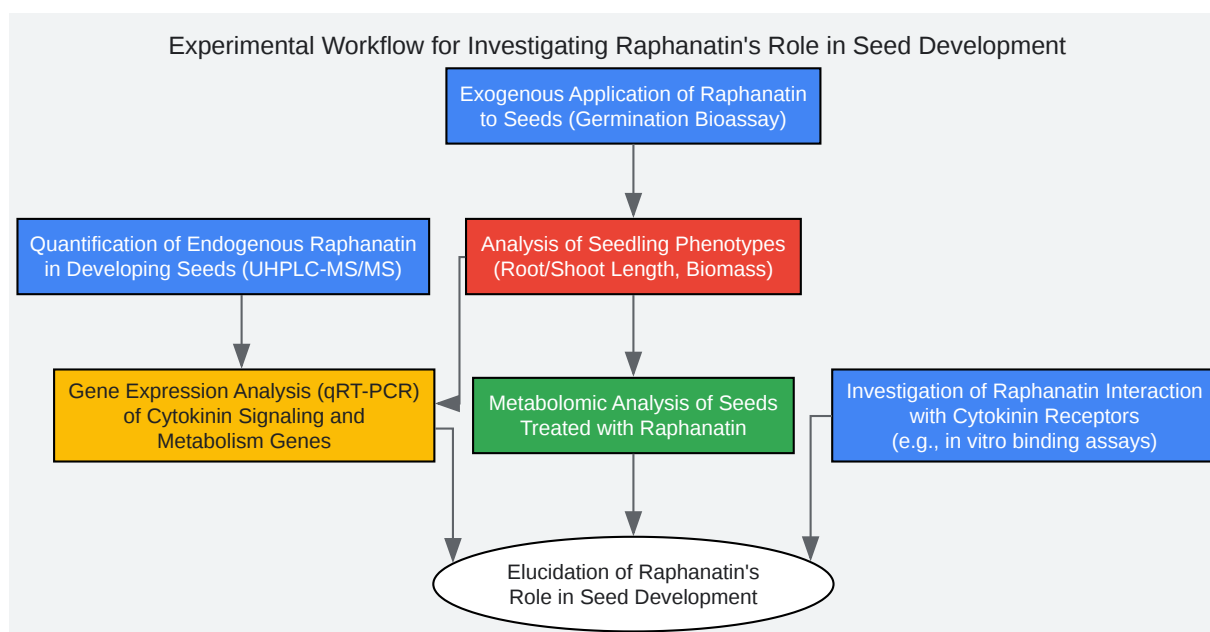 Experimental Workflow for Investigating Raphanatin's Role in Seed Development
Exogenous Application of Raphanatin
to Seeds (Germination Bioassay)
Quantification of Endogenous Raphanatin
in Developing Seeds (UHPLC-MS/MS)
Analysis of Seedling Phenotypes
(Root/Shoot Length, Biomass)
Gene Expression Analysis (qRT-PCR)
of Cytokinin Signaling and
Metabolism Genes
Metabolomic Analysis of Seeds
Treated with Raphanatin
Investigation of Raphanatin Interaction
with Cytokinin Receptors
(e.g., in vitro binding assays)
Elucidation of Raphanatin's
Role in Seed Development